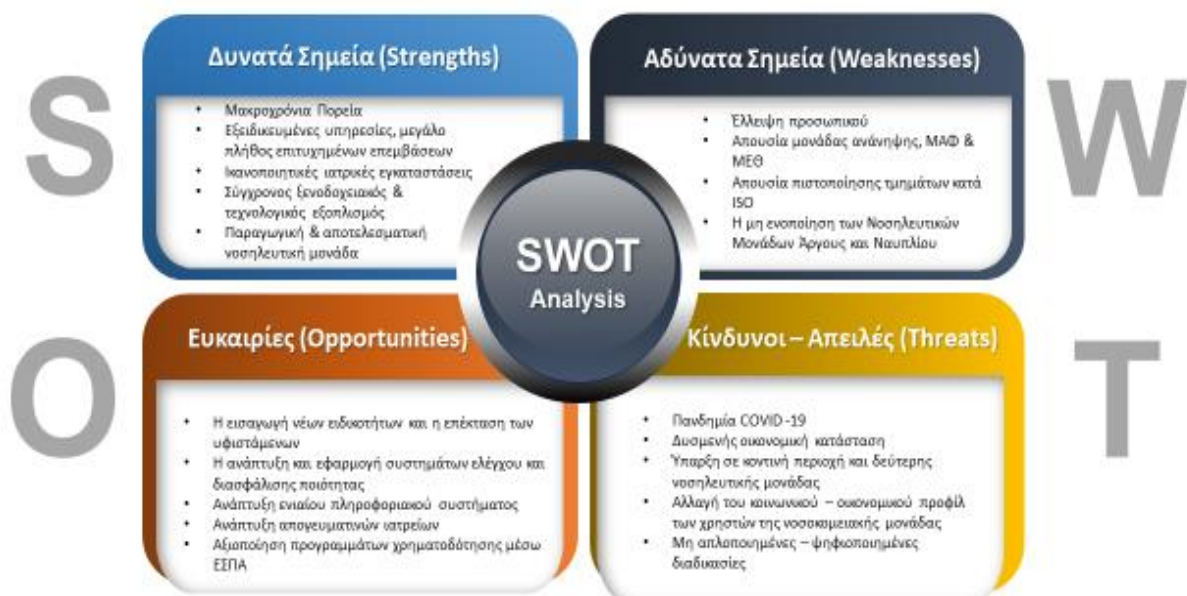 S
Δυνατά Σημεία (Strengths)
• Μακροχρόνια Πορεία
• Εξειδικευμένες υπηρεσίες, μεγάλο
πλήθος επιτυχημένων επεμβάσεων
• Ικανοποιητικές ιατρικές εγκαταστάσεις
• Σύγχρονος ξενοδοχειακός &
τεχνολογικός εξοπλισμός
• Παραγωγική & αποτελεσματική
νοσηλευτική μονάδα
W
Αδύνατα Σημεία (Weaknesses)
• Έλλειψη προσωπικού
• Απουσία μονάδας ανάνηψης, ΜΑΦ &
ΜΕΘ
• Απουσία πιστοποίησης τμημάτων κατά
ISO
• Η μη ενοποίηση των Νοσηλευτικών
Μονάδων Άργους και Ναυπλίου
SWOT
Analysis
O
Ευκαιρίες (Opportunities)
• Η εισαγωγή νέων ειδικοτήτων και η επέκταση των
υφιστάμενων
• Η ανάπτυξη και εφαρμογή συστημάτων ελέγχου και
διασφάλισης ποιότητας
• Ανάπτυξη ενιαίου πληροφοριακού συστήματος
• Ανάπτυξη απογευματινών ιατρείων
• Αξιοποίηση προγραμμάτων χρηματοδότησης μέσω
ΕΣΠΑ
T
Κίνδυνοι – Απειλές (Threats)
• Πανδημία COVID -19
• Δυσμενής οικονομική κατάσταση
• Ύπαρξη σε κοντινή περιοχή και δεύτερης
νοσηλευτικής μονάδας
• Αλλαγή του κοινωνικού – οικονομικού προφίλ
των χρηστών της νοσοκομειακής μονάδας
• Μη απλοποιημένες – ψηφιοποιημένες
διαδικασίες